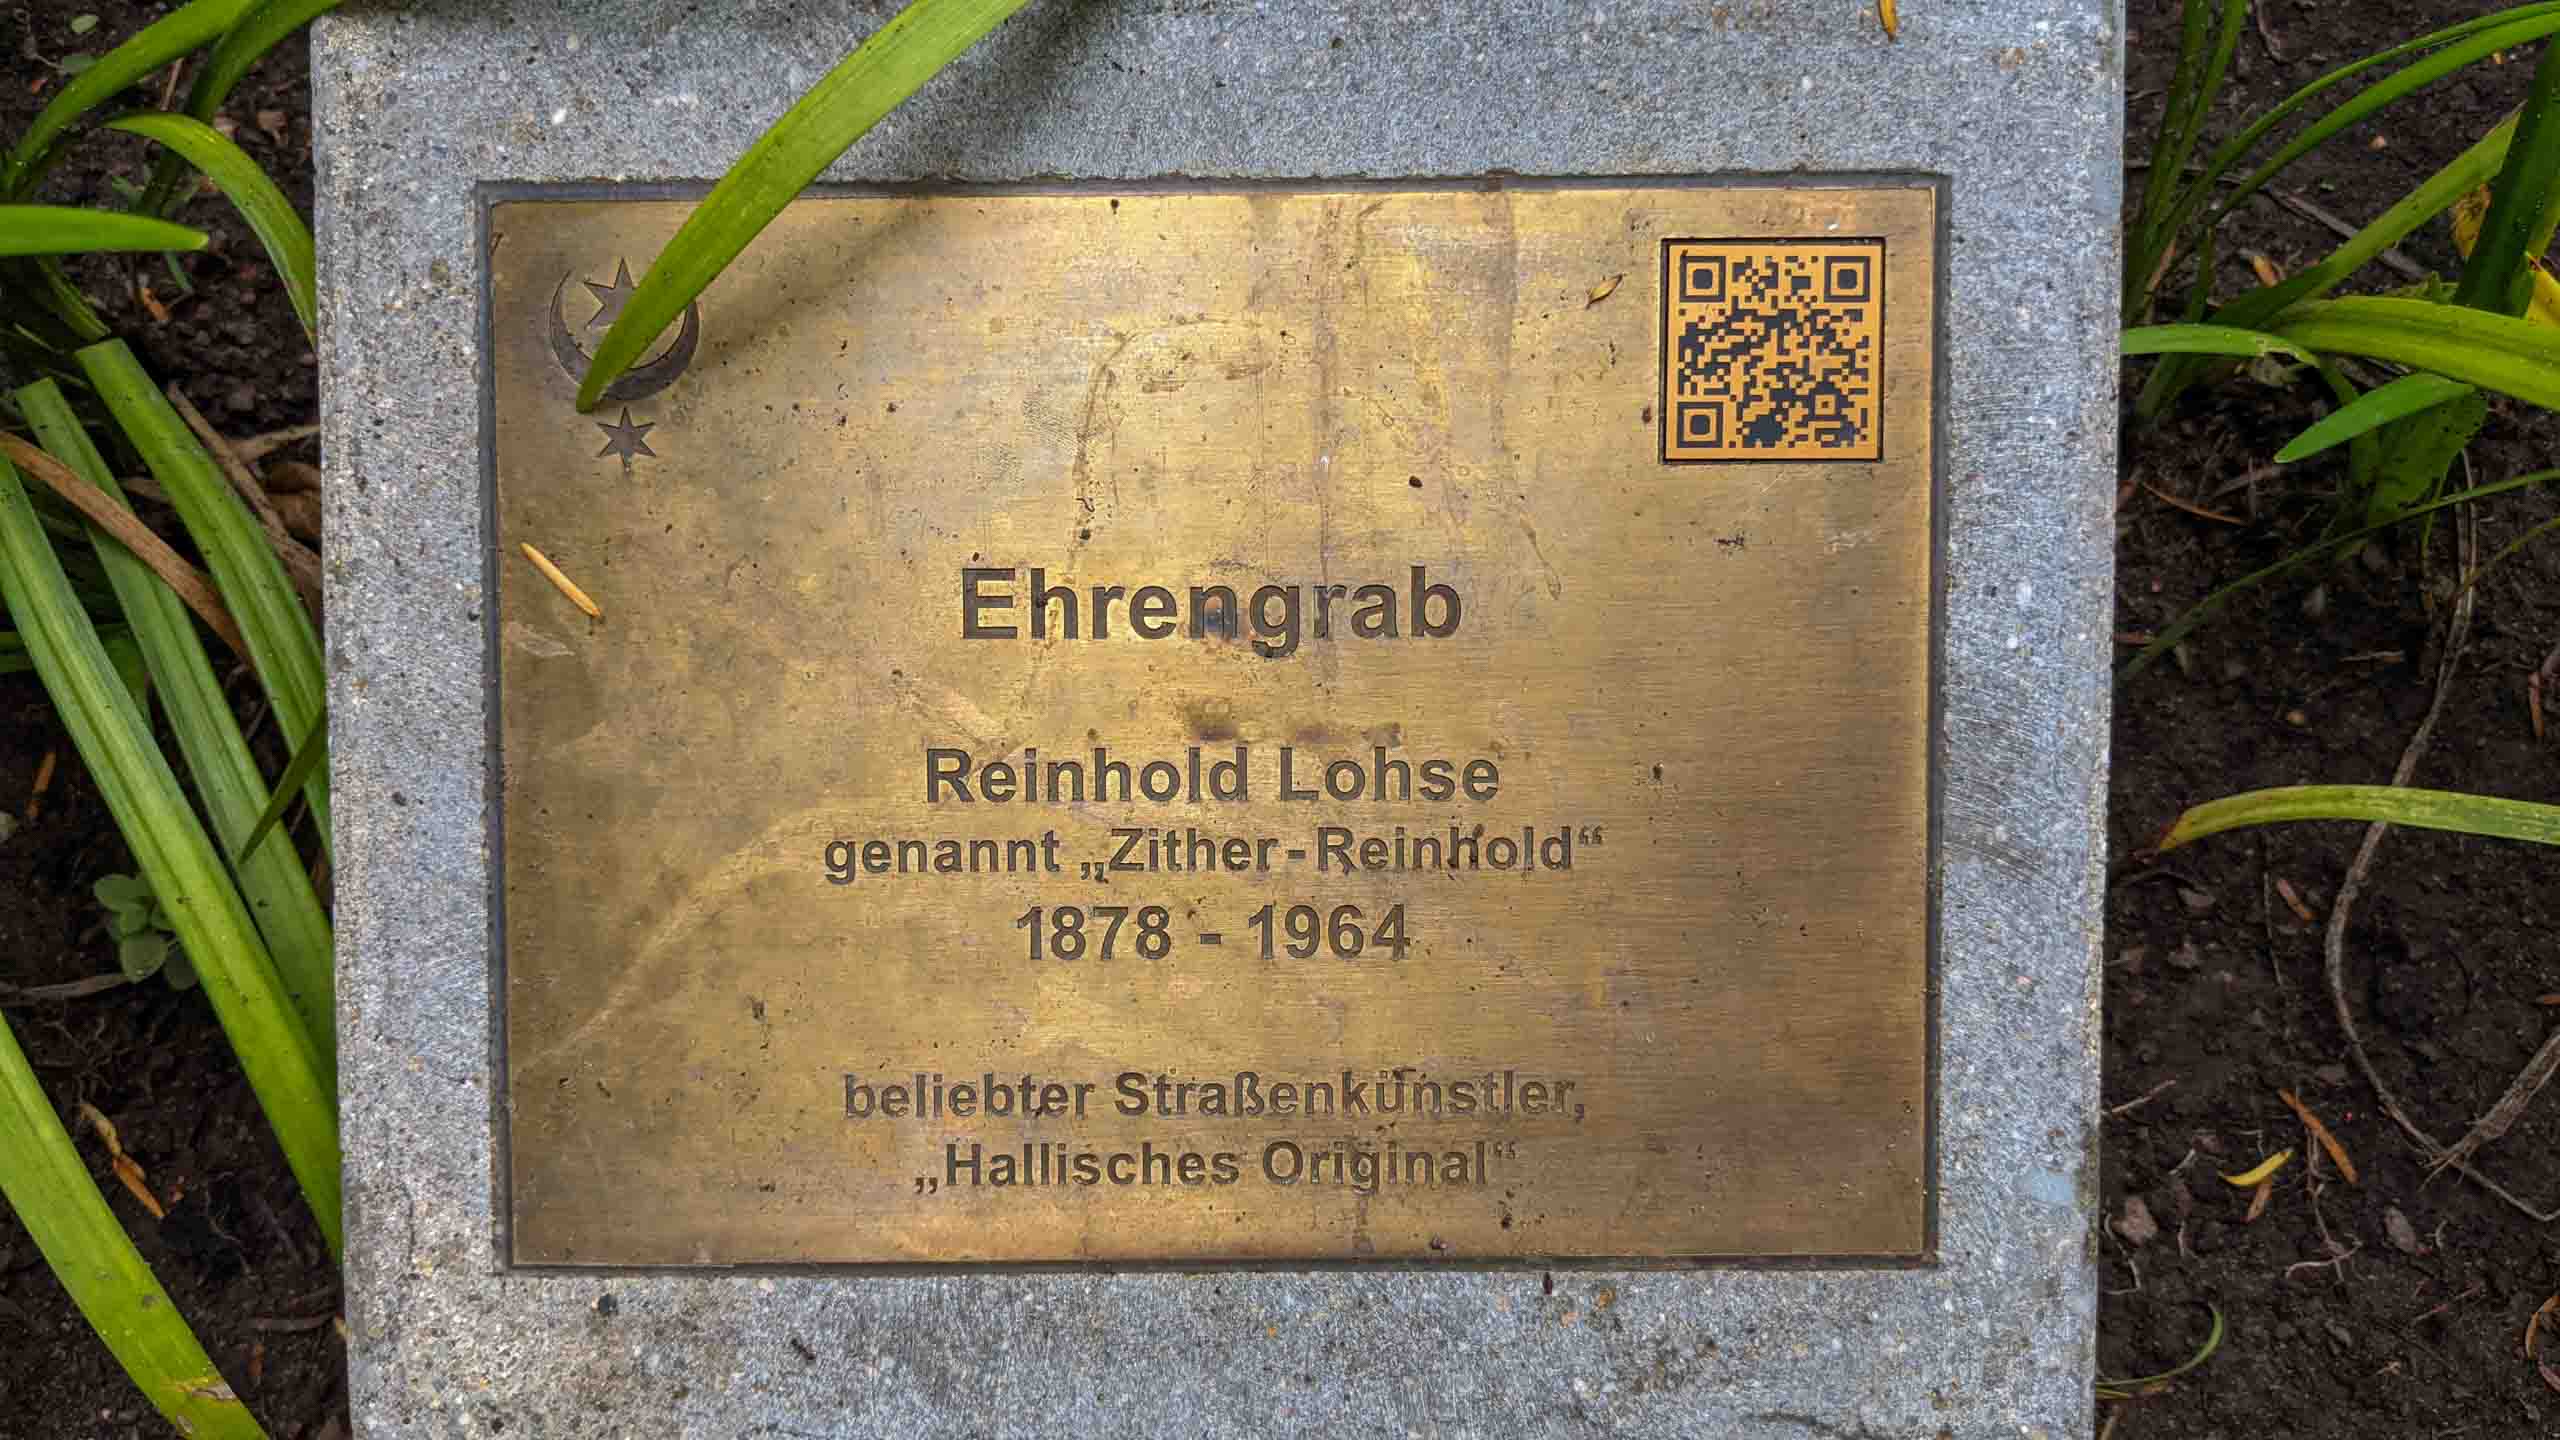 Ehrengrab
Reinhold Lohse
genannt „Zither-Reinhold“
1878 - 1964
beliebter Straßenkünstler,
„Hallisches Original“